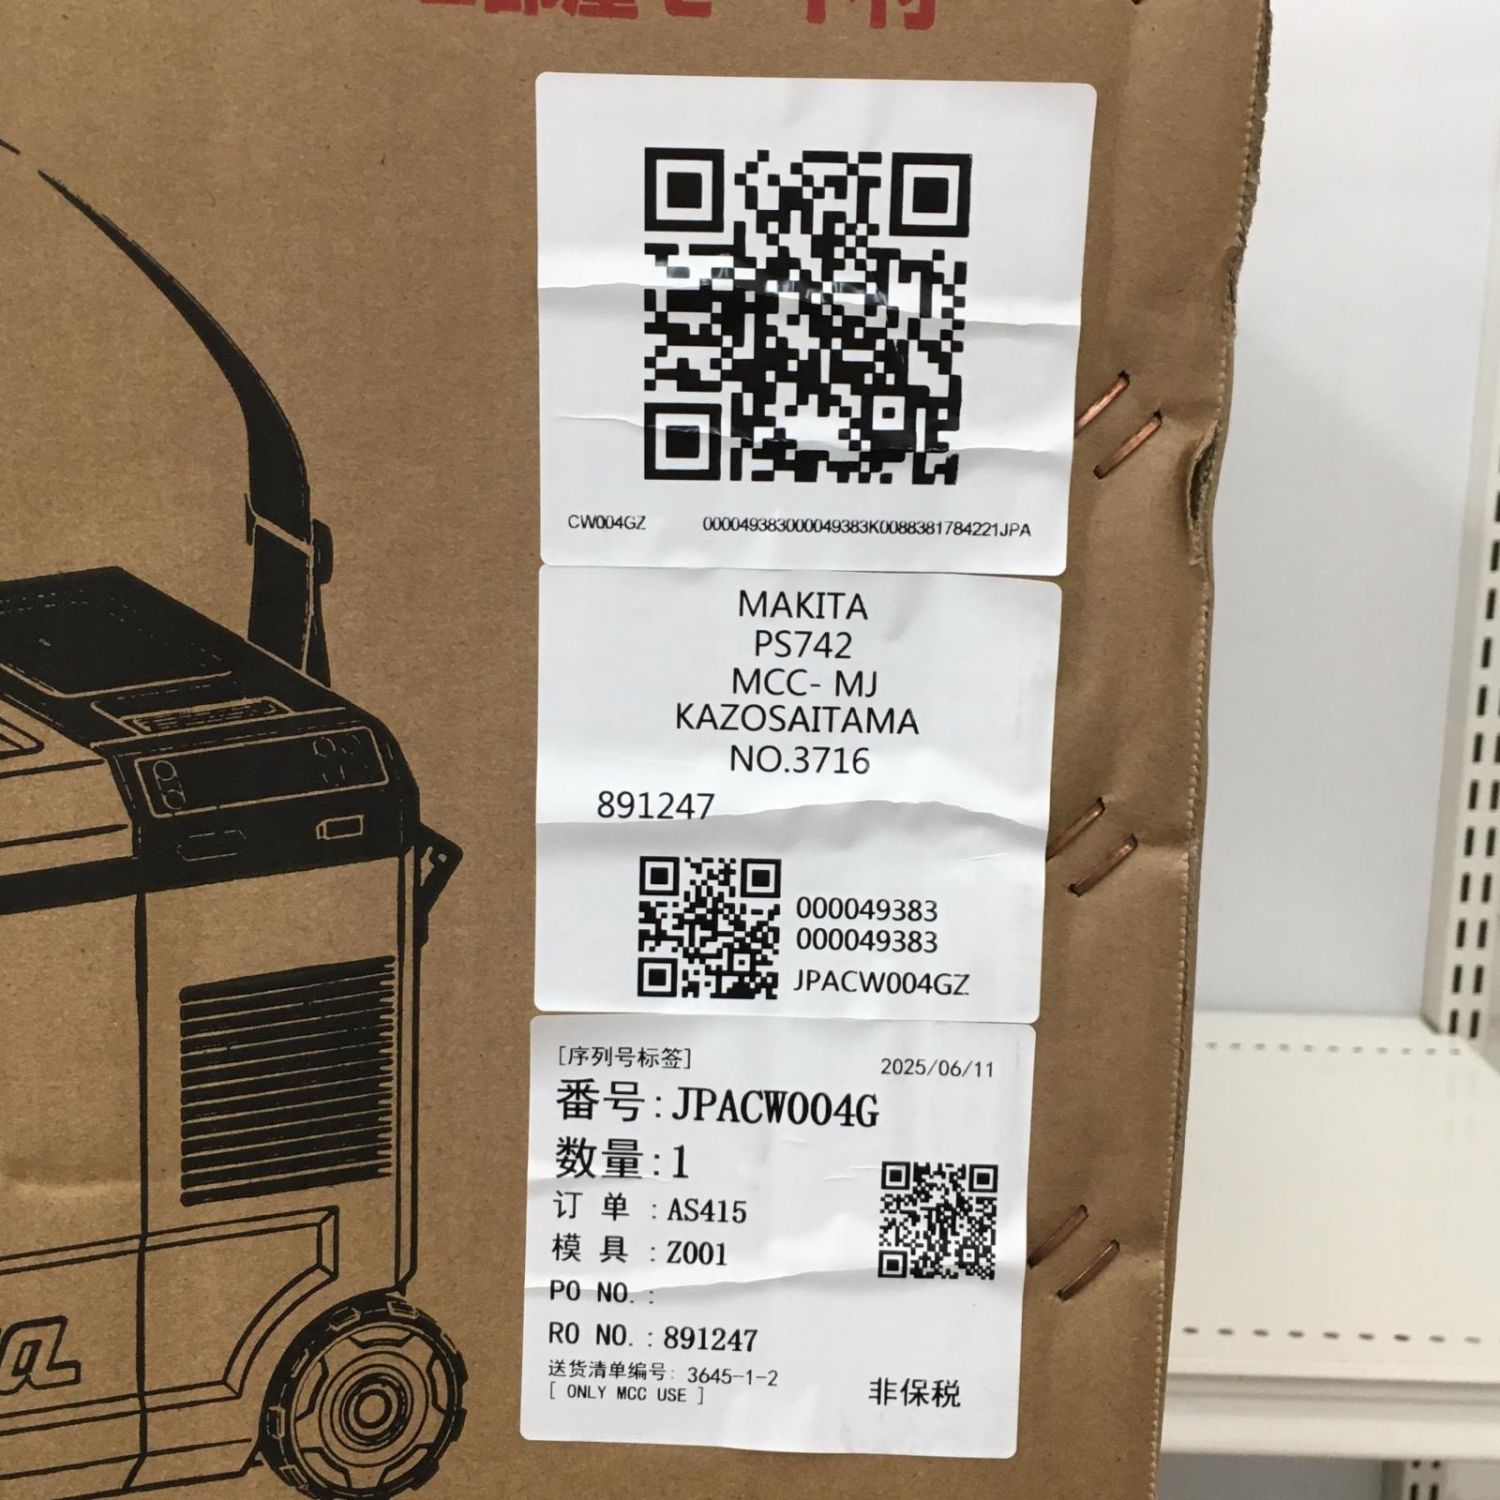 CW004GZ 000049383000049383K0088381784221JPA
MAKITA
PS742
MCC- MJ
KAZOSAITAMA
NO.3716
891247
000049383
000049383
JPACW004GZ
[序列号标签] 2025/06/11
番号:JPACW004G
数量:1
订 单 :AS415
模 具 :Z001
PO NO. :
RO NO. :891247
送货清单编号: 3645-1-2
[ ONLY MCC USE ] 非保税